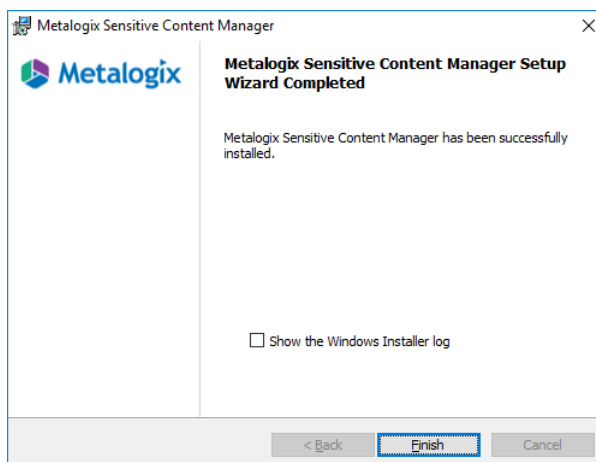 Metalogix Sensitive Content Manager
Metalogix
Metalogix Sensitive Content Manager Setup
Wizard Completed
Metalogix Sensitive Content Manager has been successfully
installed.
Show the Windows Installer log
< Back
Finish
Cancel